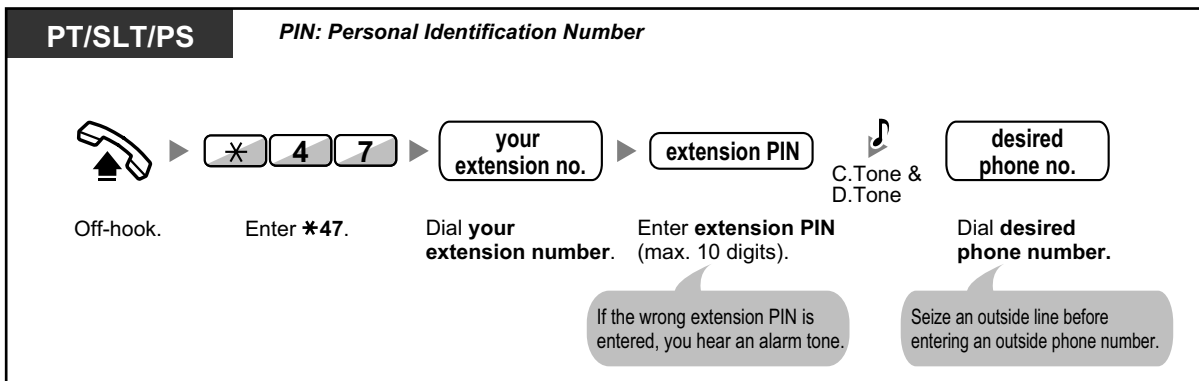 PT/SLT/PS
PIN: Personal Identification Number
your
extension no.
extension PIN
C.Tone &
D.Tone
desired
phone no.
* 4 7
Off-hook.
Enter *47.
Dial your
extension number.
Enter extension PIN
(max. 10 digits).
Dial desired
phone number.
If the wrong extension PIN is
entered, you hear an alarm tone.
Seize an outside line before
entering an outside phone number.